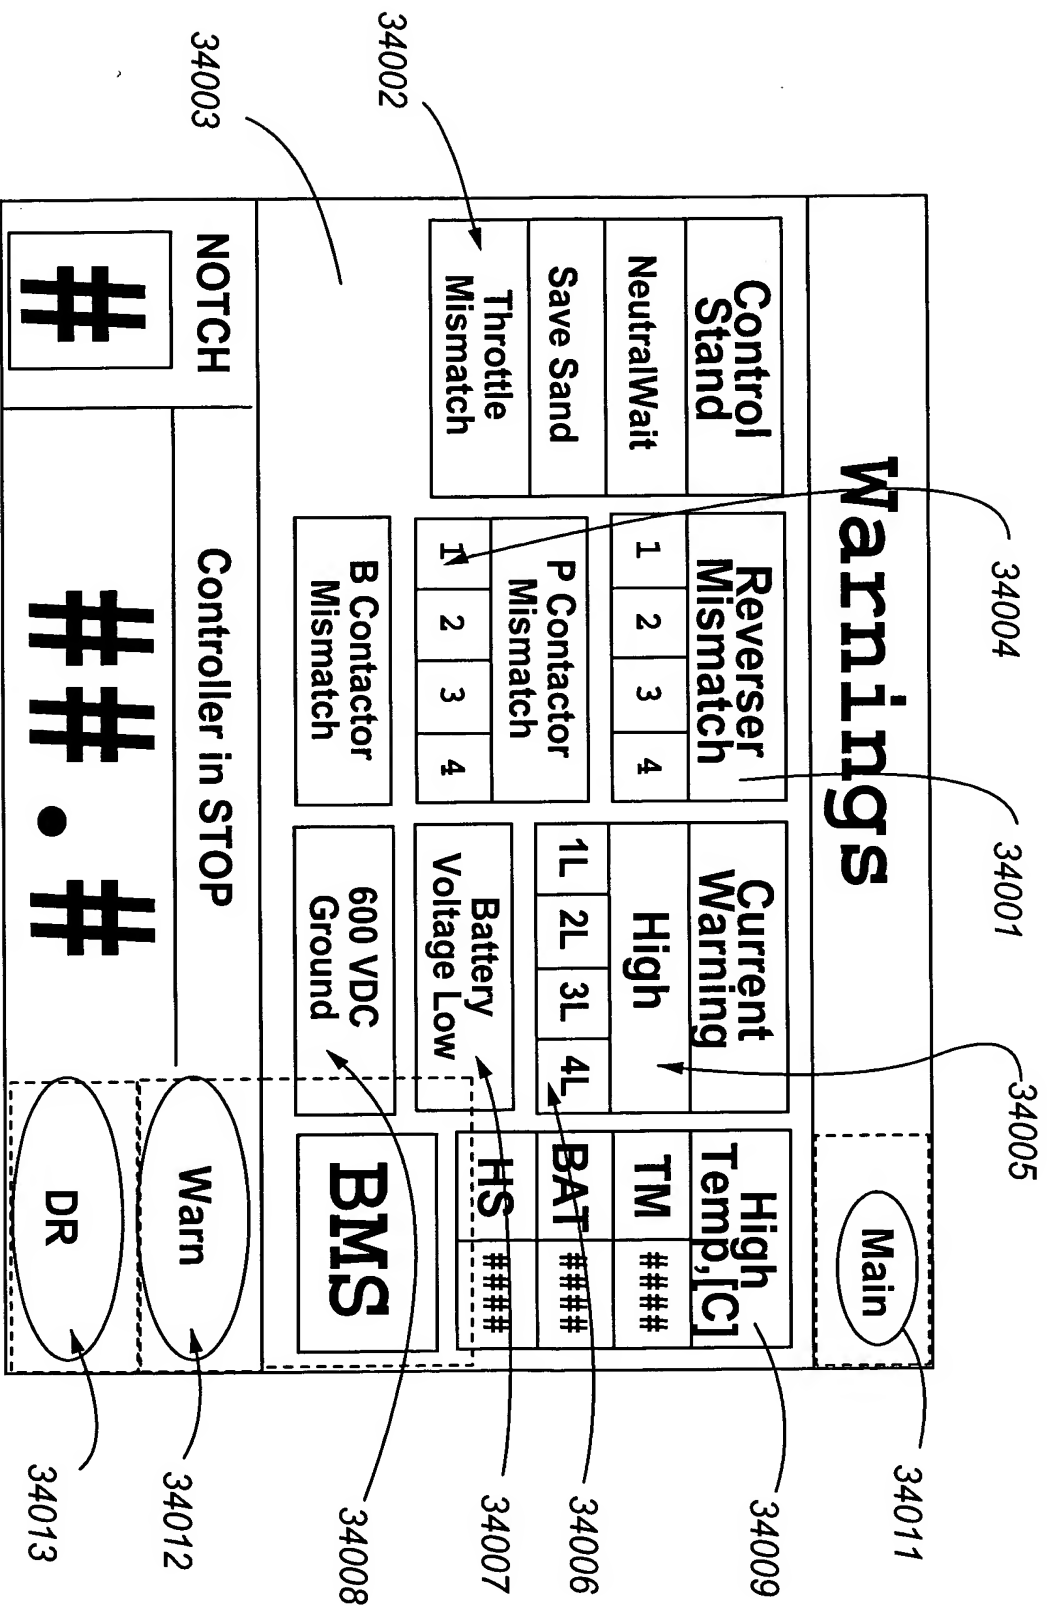 34004
34001
34005
34011
Warnings
Main
Control
Stand
NeutralWait
Save Sand
Throttle
Mismatch
Reverser
Mismatch
1 2 3 4
P Contactor
Mismatch
1 2 3 4
B Contactor
Mismatch
Current
Warning
High
1L 2L 3L 4L
Battery
Voltage Low
600 VDC
Ground
High
Temp,[C]
TM ####
BAT ####
HS ####
BMS
34002
34003
34009
34006
34007
34008
NOTCH
#
Controller in STOP
##.#
Warn
DR
34012
34013